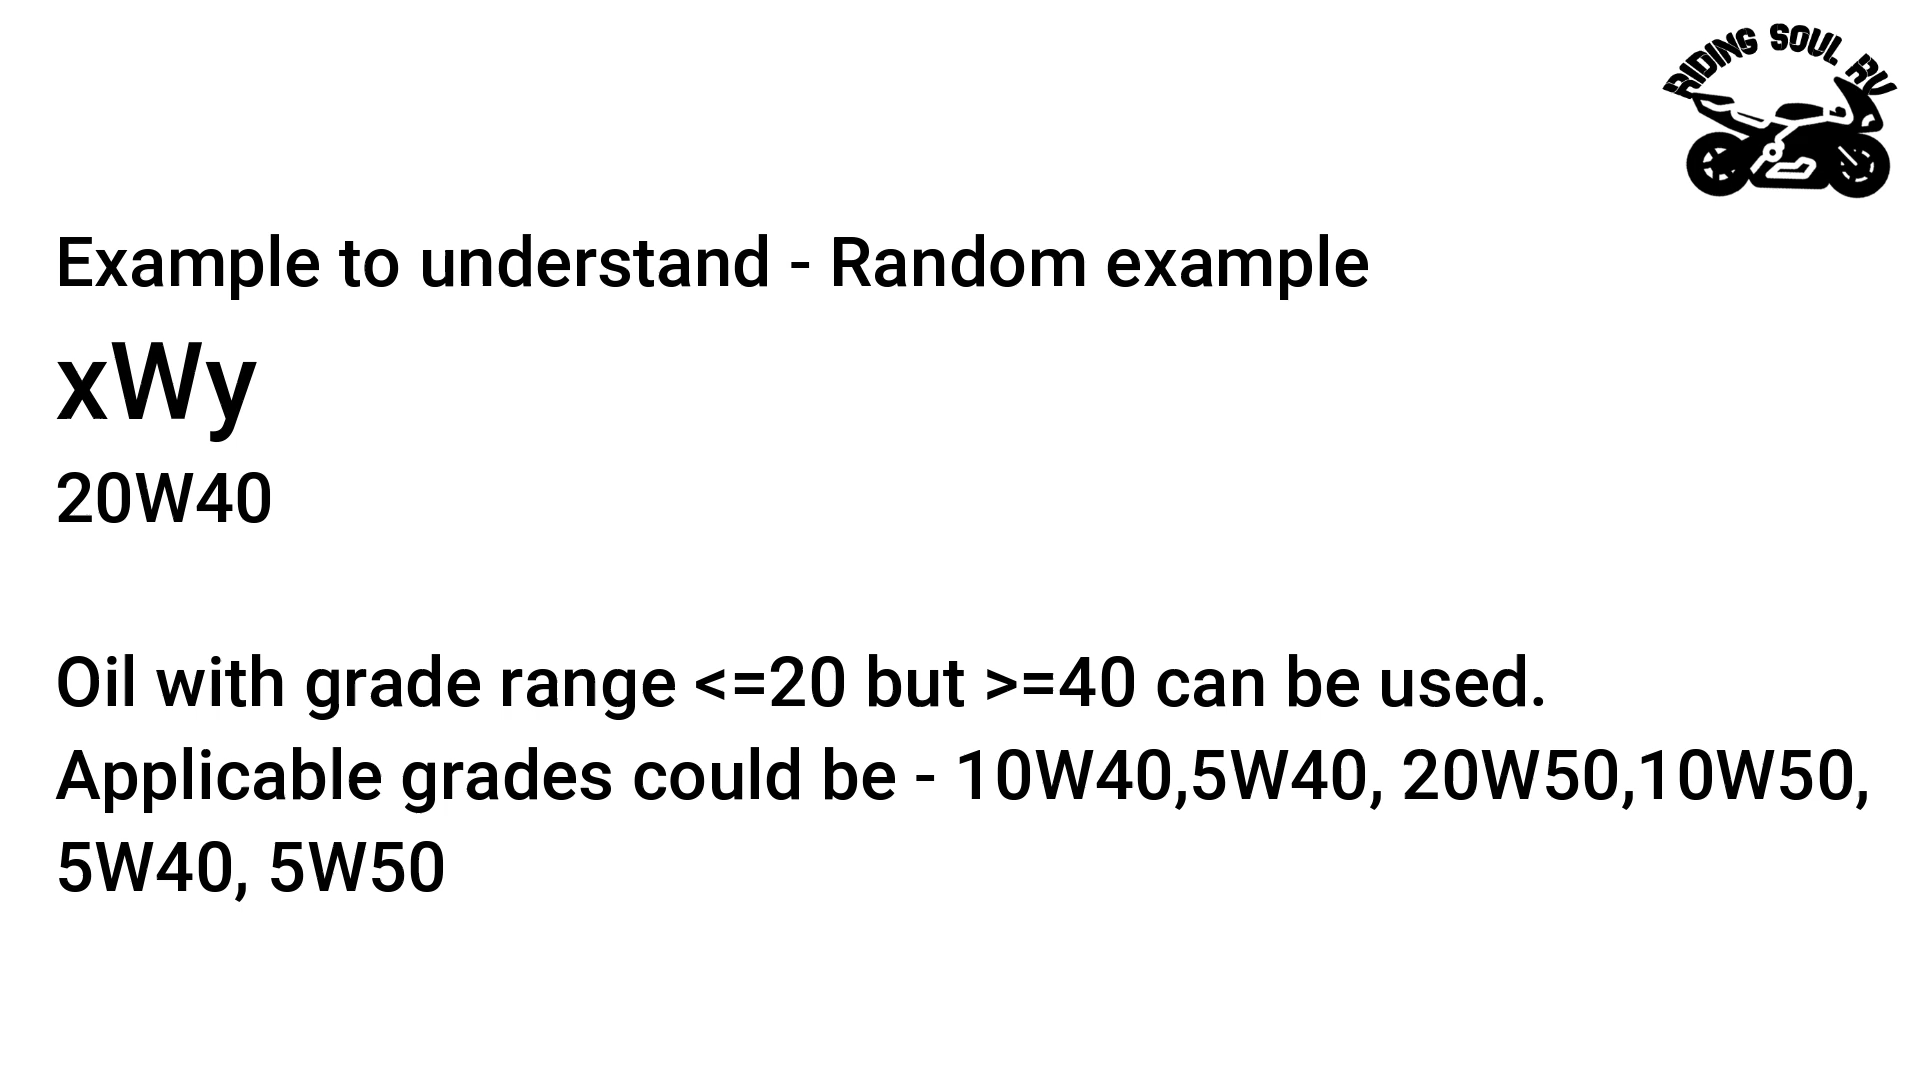 RIDING SOUL RV
Example to understand - Random example
xWy
20W40
Oil with grade range <=20 but >=40 can be used.
Applicable grades could be - 10W40,5W40, 20W50,10W50,
5W40, 5W50